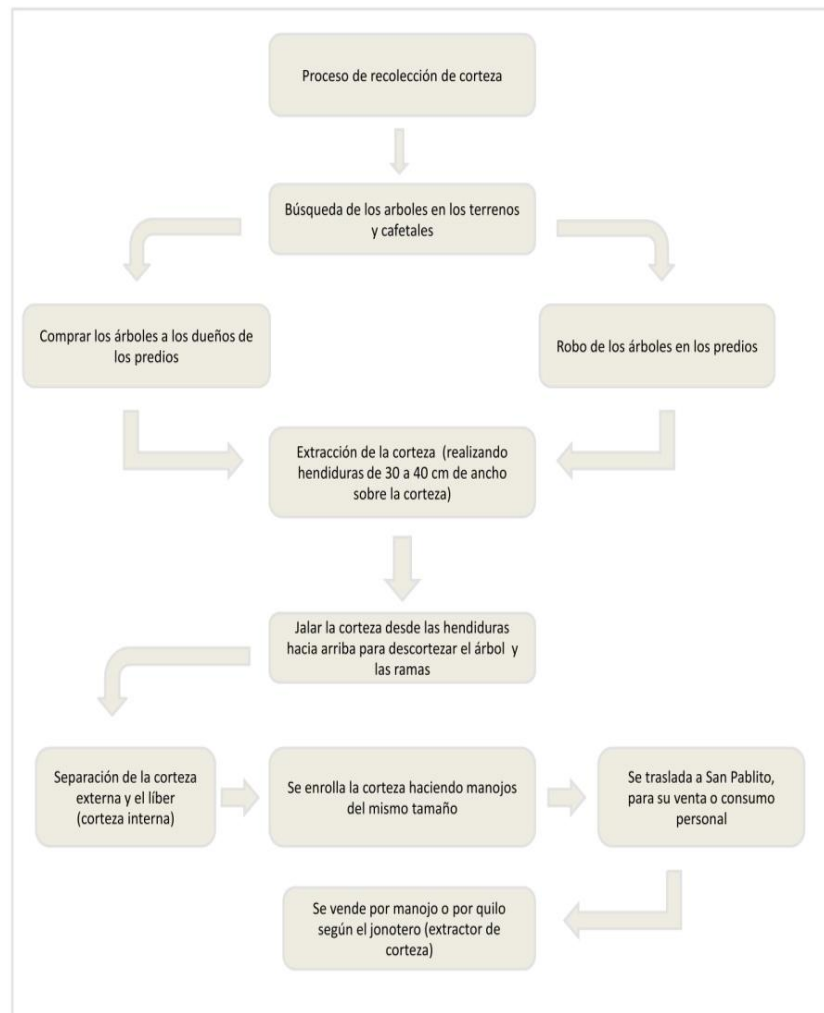 Proceso de recolección de corteza
Búsqueda de los arboles en los terrenos
y cafetales
Comprar los árboles a los dueños de
los predios
Robo de los árboles en los predios
Extracción de la corteza (realizando
hendiduras de 30 a 40 cm de ancho
sobre la corteza)
Jalar la corteza desde las hendiduras
hacia arriba para descortezar el árbol y
las ramas
Separación de la corteza
externa y el líber
(corteza interna)
Se enrolla la corteza haciendo manojos
del mismo tamaño
Se traslada a San Pablito,
para su venta o consumo
personal
Se vende por manojo o por quilo
según el jonotero (extractor de
corteza)